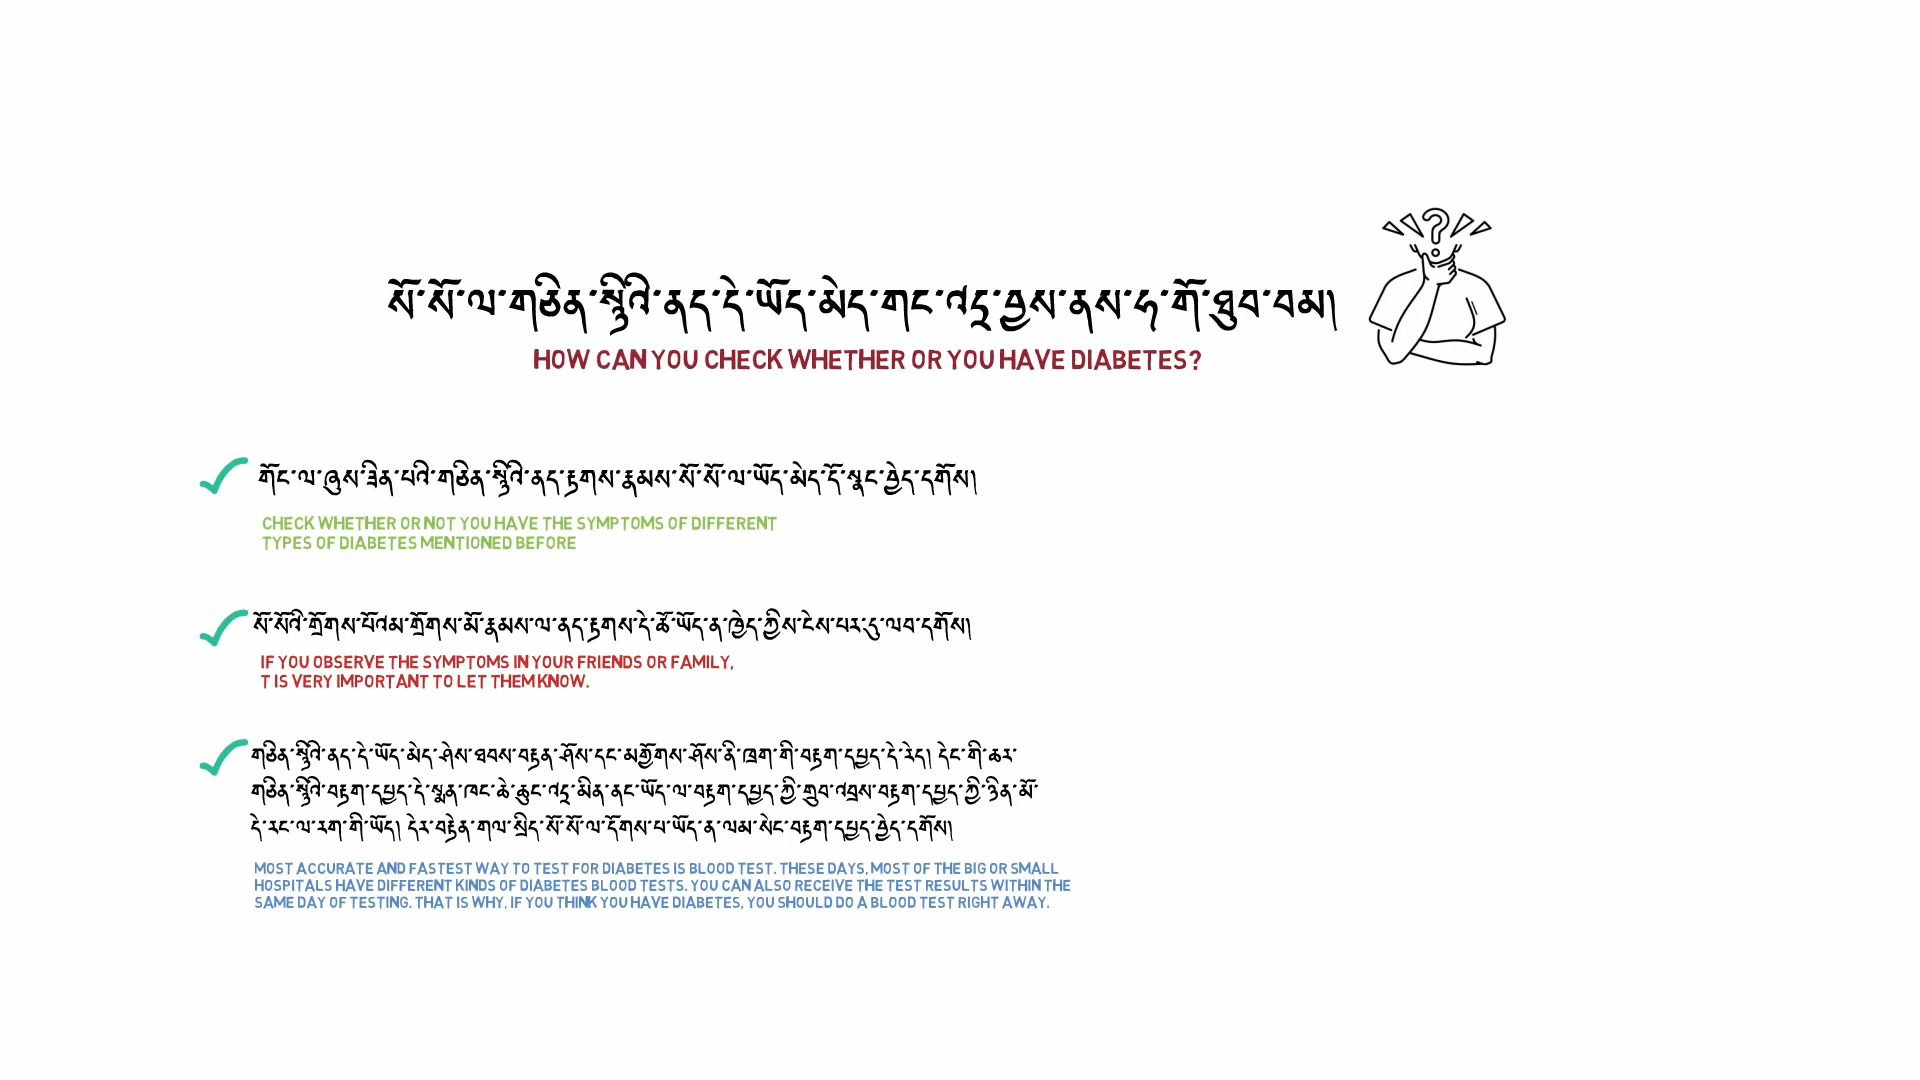 སོ་སོ་ལ་གཅིན་སྙིའི་ནད་དེ་ཡོད་མེད་གང་འདྲ་བྱས་ནས་ཧ་གོ་ཐུབ་བམ།
HOW CAN YOU CHECK WHETHER OR YOU HAVE DIABETES?
གོང་ལ་ཞུས་ཟིན་པའི་གཅིན་སྙིའི་ནད་རྟགས་རྣམས་སོ་སོ་ལ་ཡོད་མེད་དོ་སྣང་བྱེད་དགོས།
CHECK WHETHER OR NOT YOU HAVE THE SYMPTOMS OF DIFFERENT
TYPES OF DIABETES MENTIONED BEFORE
སོ་སོའི་གྲོགས་པོའམ་གྲོགས་མོ་རྣམས་ལ་ནད་རྟགས་དེ་ཚོ་ཡོད་ན་ཁྱེད་ཀྱིས་ངེས་པར་དུ་ལབ་དགོས།
IF YOU OBSERVE THE SYMPTOMS IN YOUR FRIENDS OR FAMILY,
T IS VERY IMPORTANT TO LET THEM KNOW.
གཅིན་སྙིའི་ནད་དེ་ཡོད་མེད་ཤེས་ཐབས་བརྟན་ཤོས་དང་མགྱོགས་ཤོས་ནི་ཁྲག་གི་བརྟག་དཔྱད་དེ་རེད། དེང་གི་ཆར་
གཅིན་སྙིའི་བརྟག་དཔྱད་དེ་སྨན་ཁང་ཆེ་ཆུང་འདྲ་མིན་ནང་ཡོད་ལ་བརྟག་དཔྱད་ཀྱི་གྲུབ་འབྲས་བརྟག་དཔྱད་ཀྱི་ཉིན་མོ་
དེ་རང་ལ་རག་གི་ཡོད། དེར་བརྟེན་གལ་སྲིད་སོ་སོ་ལ་དོགས་པ་ཡོད་ན་ལམ་སེང་བརྟག་དཔྱད་བྱེད་དགོས།
MOST ACCURATE AND FASTEST WAY TO TEST FOR DIABETES IS BLOOD TEST. THESE DAYS, MOST OF THE BIG OR SMALL
HOSPITALS HAVE DIFFERENT KINDS OF DIABETES BLOOD TESTS. YOU CAN ALSO RECEIVE THE TEST RESULTS WITHIN THE
SAME DAY OF TESTING. THAT IS WHY, IF YOU THINK YOU HAVE DIABETES, YOU SHOULD DO A BLOOD TEST RIGHT AWAY.